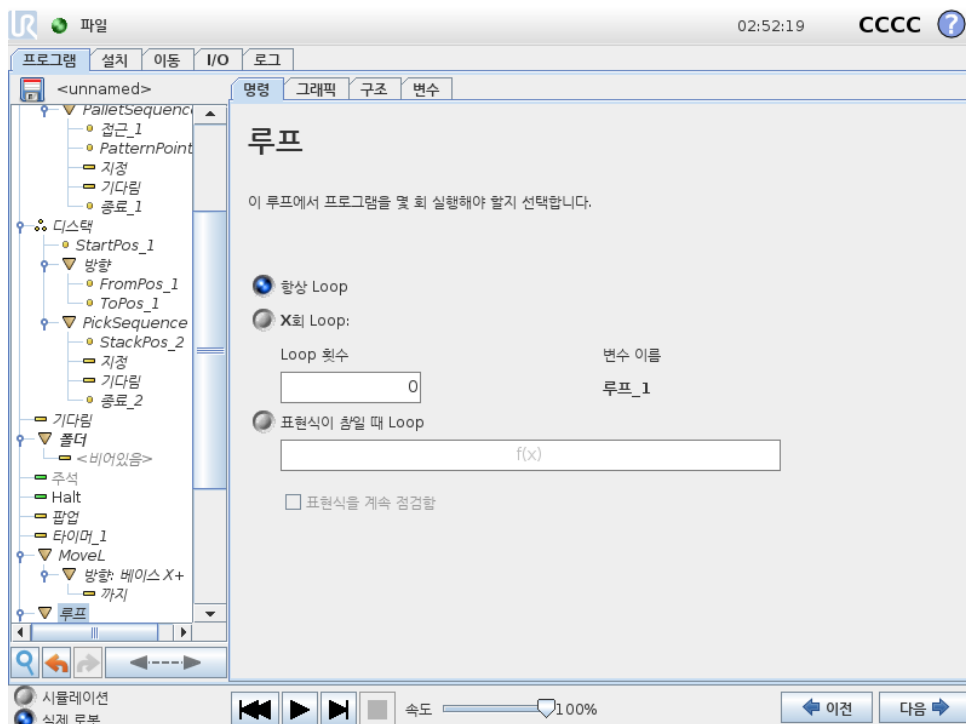 UR 파일 02:52:19 CCCC ?
프로그램 설치 이동 I/O 로그
<unnamed>
명령 그래픽 구조 변수
PalletSequenc
접근_1
PatternPoint
지정
기다림
종료_1
디스택
StartPos_1
방향
FromPos_1
ToPos_1
PickSequence
StackPos_2
지정
기다림
종료_2
기다림
폴더
<비어있음>
주석
Halt
팝업
타이머_1
MoveL
방향: 베이스 X+
까지
루프
루프
이 루프에서 프로그램을 몇 회 실행해야 할지 선택합니다.
항상 Loop
X회 Loop:
Loop 횟수 변수 이름
0 루프_1
표현식이 참일 때 Loop
f(x)
표현식을 계속 점검함
시뮬레이션
실제 로봇
속도 100%
이전 다음